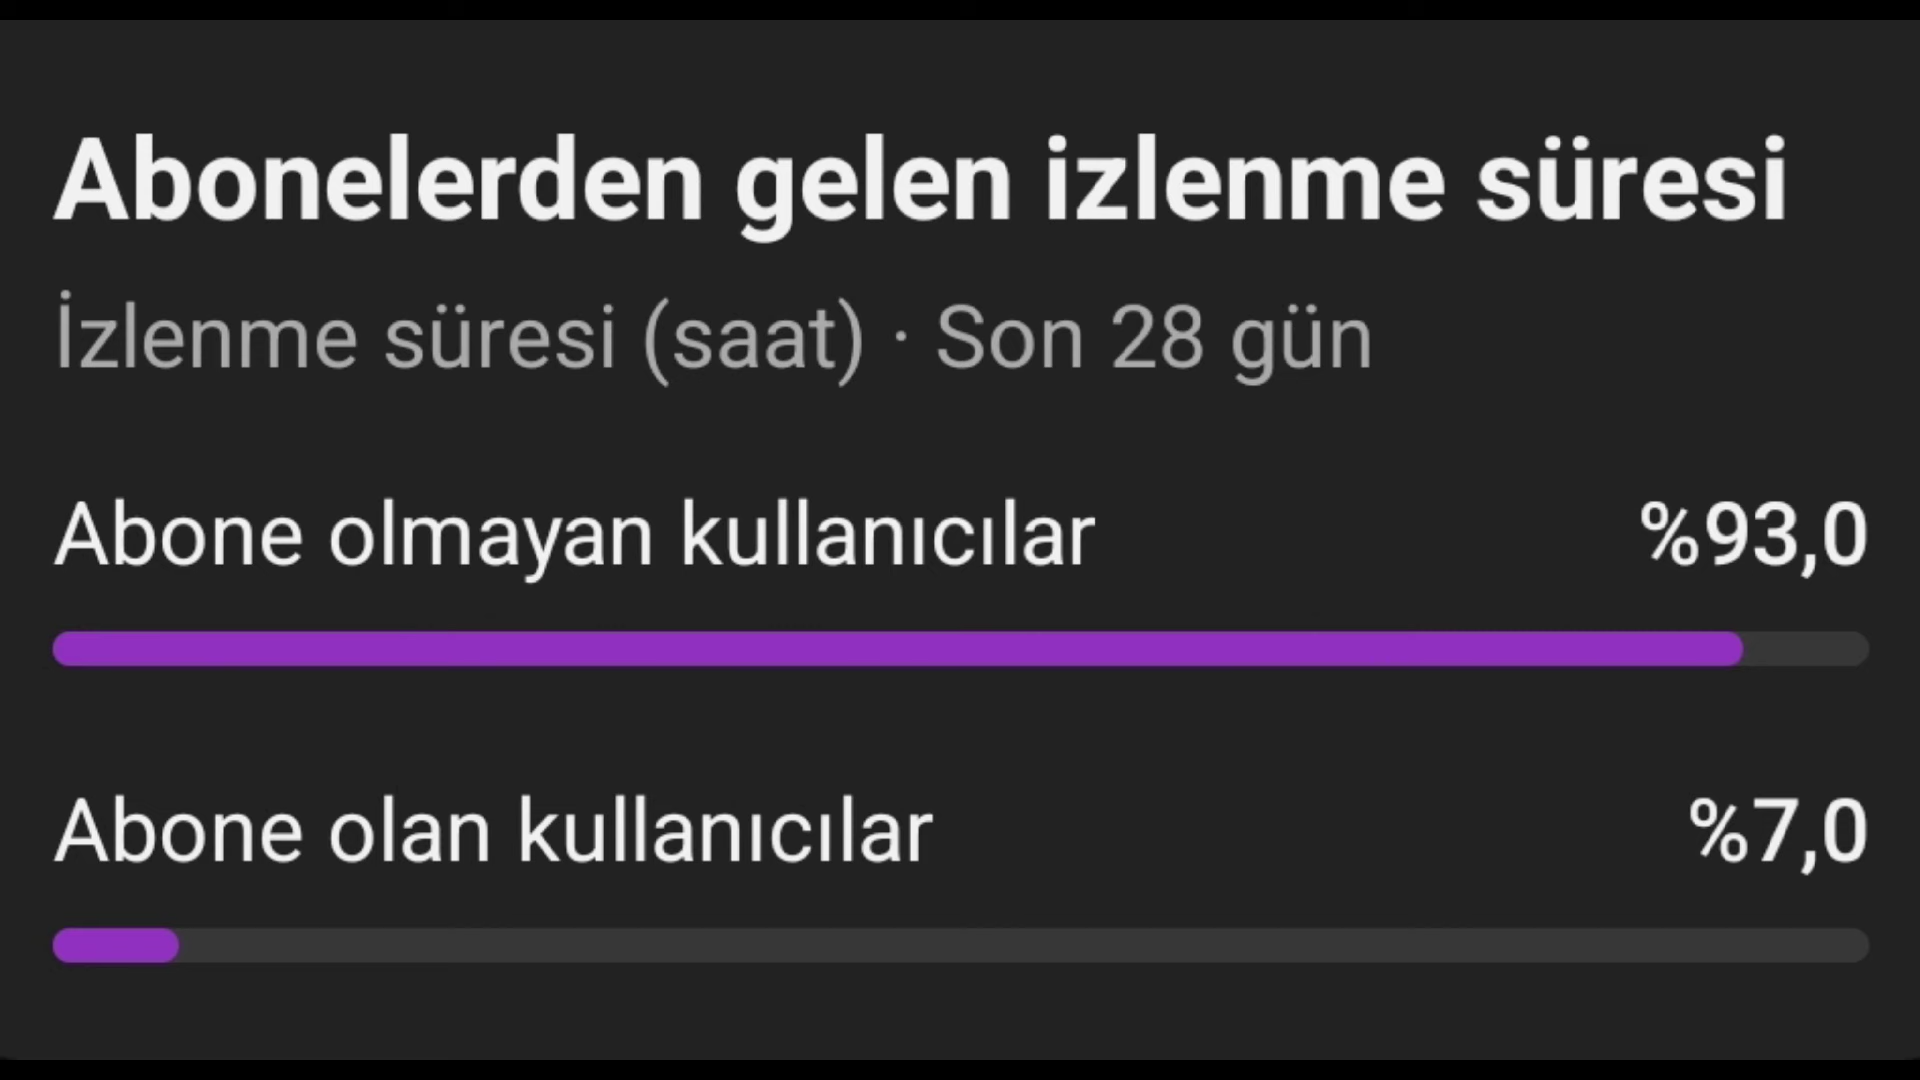 Abonelerden gelen izlenme süresi
İzlenme süresi (saat) · Son 28 gün
Abone olmayan kullanıcılar %93,0
Abone olan kullanıcılar %7,0